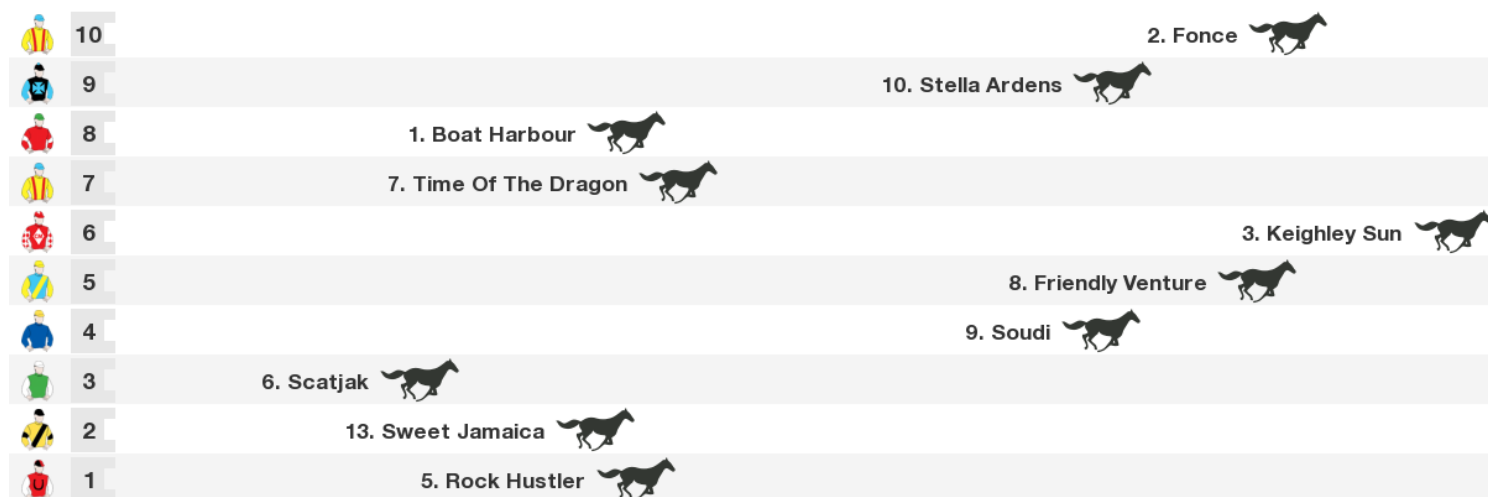 10 2. Fonce
9 10. Stella Ardens
8 1. Boat Harbour
7 7. Time Of The Dragon
6 3. Keighley Sun
5 8. Friendly Venture
4 9. Soudi
3 6. Scatjak
2 13. Sweet Jamaica
1 5. Rock Hustler